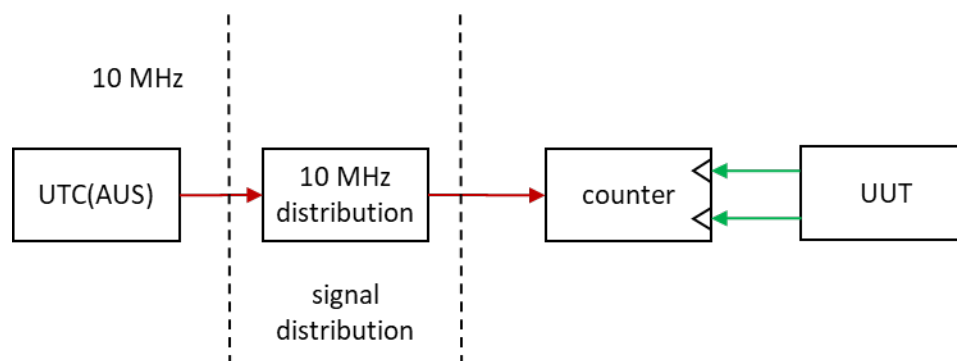 10 MHz
UTC(AUS)
10 MHz
distribution
counter
UUT
signal
distribution